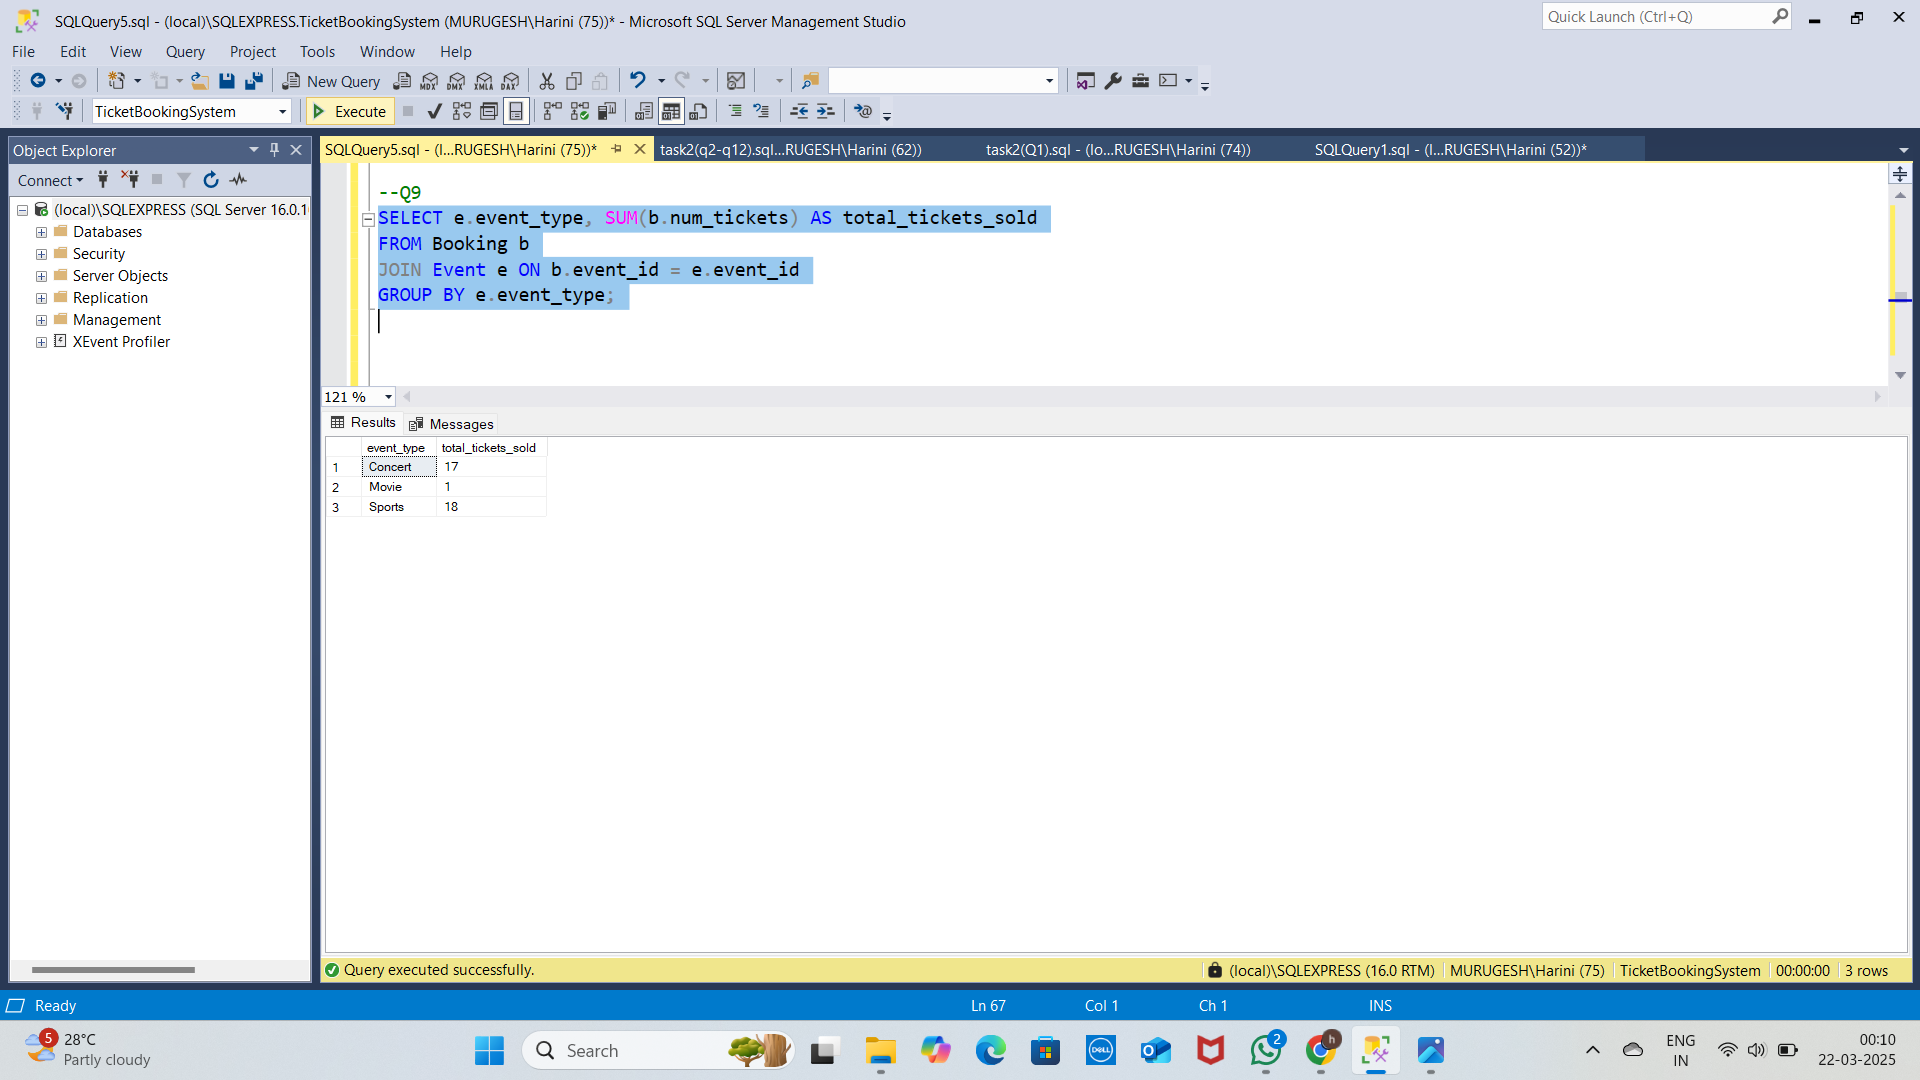 SQLQuery5.sql - (local)\SQLEXPRESS.TicketBookingSystem (MURUGESH\Harini (75))* - Microsoft SQL Server Management Studio
Quick Launch (Ctrl+Q)
File Edit View Query Project Tools Window Help
New Query MDX DMX XMLA DAX
TicketBookingSystem Execute
Object Explorer
Connect
(local)\SQLEXPRESS (SQL Server 16.0.1
Databases
Security
Server Objects
Replication
Management
XEvent Profiler
SQLQuery5.sql - (l...RUGESH\Harini (75))* task2(q2-q12).sql...RUGESH\Harini (62)) task2(Q1).sql - (lo...RUGESH\Harini (74)) SQLQuery1.sql - (l...RUGESH\Harini (52))*
--Q9
SELECT e.event_type, SUM(b.num_tickets) AS total_tickets_sold
FROM Booking b
JOIN Event e ON b.event_id = e.event_id
GROUP BY e.event_type;
121 %
Results Messages
event_type total_tickets_sold
1 Concert 17
2 Movie 1
3 Sports 18
Query executed successfully. (local)\SQLEXPRESS (16.0 RTM) MURUGESH\Harini (75) TicketBookingSystem 00:00:00 3 rows
Ready Ln 67 Col 1 Ch 1 INS
5 28°C
Partly cloudy
Search
DELL
2
h
ENG
IN
00:10
22-03-2025